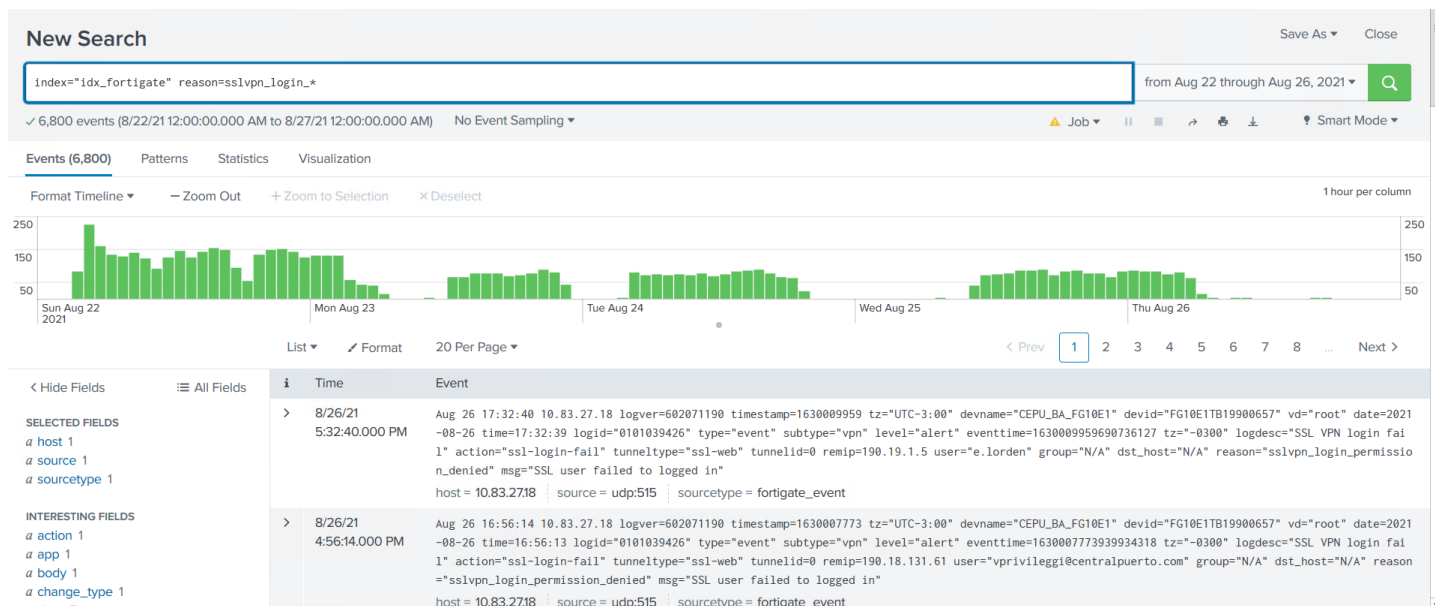 New Search
Save As ▾ Close
index="idx_fortigate" reason=sslvpn_login_*
from Aug 22 through Aug 26, 2021 ▾
✓ 6,800 events (8/22/21 12:00:00.000 AM to 8/27/21 12:00:00.000 AM) No Event Sampling ▾
Job ▾ Smart Mode ▾
Events (6,800) Patterns Statistics Visualization
Format Timeline ▾ — Zoom Out + Zoom to Selection × Deselect
1 hour per column
250 250
150 150
50 50
Sun Aug 22 Mon Aug 23 Tue Aug 24 Wed Aug 25 Thu Aug 26
2021
List ▾ Format 20 Per Page ▾
< Prev 1 2 3 4 5 6 7 8 ... Next >
< Hide Fields All Fields
i Time Event
SELECTED FIELDS
a host 1
a source 1
a sourcetype 1
INTERESTING FIELDS
a action 1
a app 1
a body 1
a change_type 1
> 8/26/21
5:32:40.000 PM
Aug 26 17:32:40 10.83.27.18 logver=602071190 timestamp=1630009959 tz="UTC-3:00" devname="CEPU_BA_FG10E1" devid="FG10E1TB19900657" vd="root" date=2021
-08-26 time=17:32:39 logid="0101039426" type="event" subtype="vpn" level="alert" eventtime=1630009959690736127 tz="-0300" logdesc="SSL VPN login fai
l" action="ssl-login-fail" tunneltype="ssl-web" tunnelid=0 remip=190.19.1.5 user="e.lorden" group="N/A" dst_host="N/A" reason="sslvpn_login_permissio
n_denied" msg="SSL user failed to logged in"
host = 10.83.27.18 source = udp:515 sourcetype = fortigate_event
> 8/26/21
4:56:14.000 PM
Aug 26 16:56:14 10.83.27.18 logver=602071190 timestamp=1630007773 tz="UTC-3:00" devname="CEPU_BA_FG10E1" devid="FG10E1TB19900657" vd="root" date=2021
-08-26 time=16:56:13 logid="0101039426" type="event" subtype="vpn" level="alert" eventtime=1630007773939934318 tz="-0300" logdesc="SSL VPN login fai
l" action="ssl-login-fail" tunneltype="ssl-web" tunnelid=0 remip=190.18.131.61 user="vprivileggi@centralpuerto.com" group="N/A" dst_host="N/A" reason
="sslvpn_login_permission_denied" msg="SSL user failed to logged in"
host = 10.83.27.18 source = udp:515 sourcetype = fortigate_event